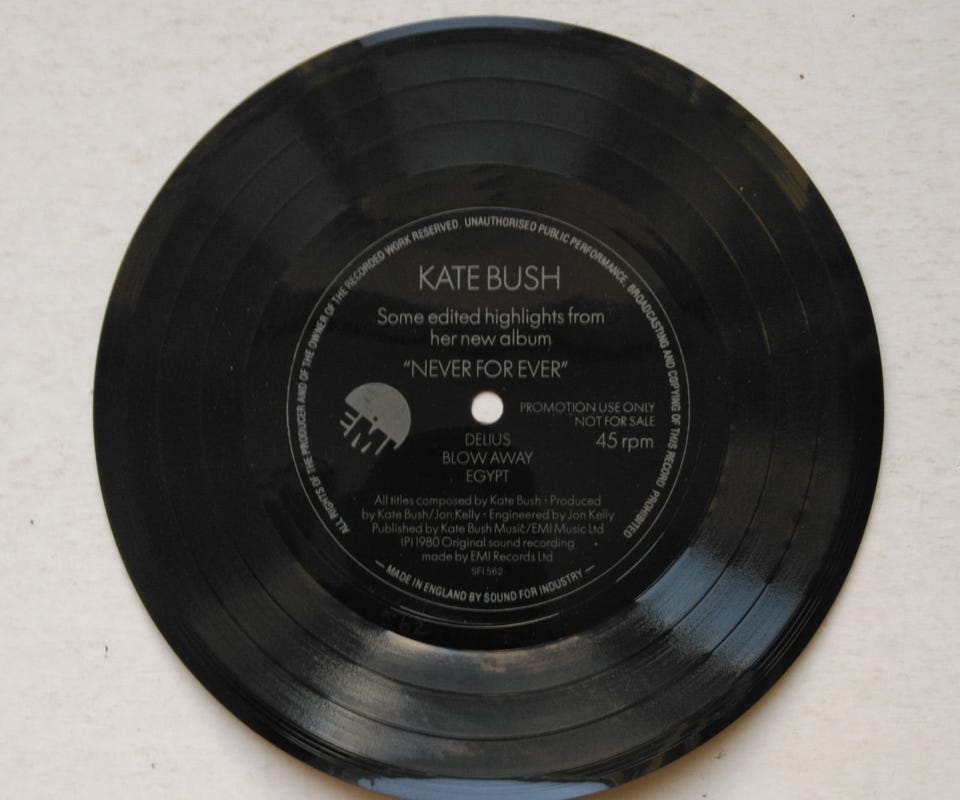 ALL RIGHTS OF THE PRODUCER AND OF THE OWNER OF THE RECORDED WORK RESERVED. UNAUTHORISED PUBLIC PERFORMANCE, BROADCASTING AND COPYING OF THIS RECORD PROHIBITED
KATE BUSH
Some edited highlights from
her new album
“NEVER FOR EVER”
EMI
PROMOTION USE ONLY
NOT FOR SALE
45 rpm
DELIUS
BLOW AWAY
EGYPT
All titles composed by Kate Bush · Produced
by Kate Bush/Jon Kelly · Engineered by Jon Kelly
Published by Kate Bush Music/EMI Music Ltd
(P) 1980 Original sound recording
made by EMI Records Ltd
SFI 562
— MADE IN ENGLAND BY SOUND FOR INDUSTRY —